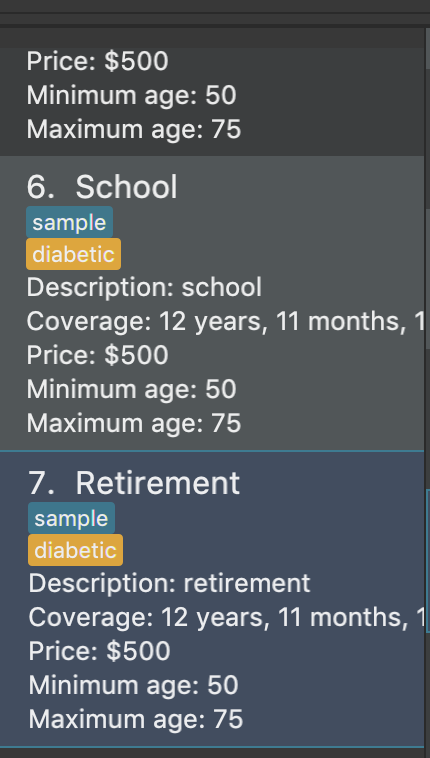 Price: $500
Minimum age: 50
Maximum age: 75
6. School
sample
diabetic
Description: school
Coverage: 12 years, 11 months, 1
Price: $500
Minimum age: 50
Maximum age: 75
7. Retirement
sample
diabetic
Description: retirement
Coverage: 12 years, 11 months, 1
Price: $500
Minimum age: 50
Maximum age: 75